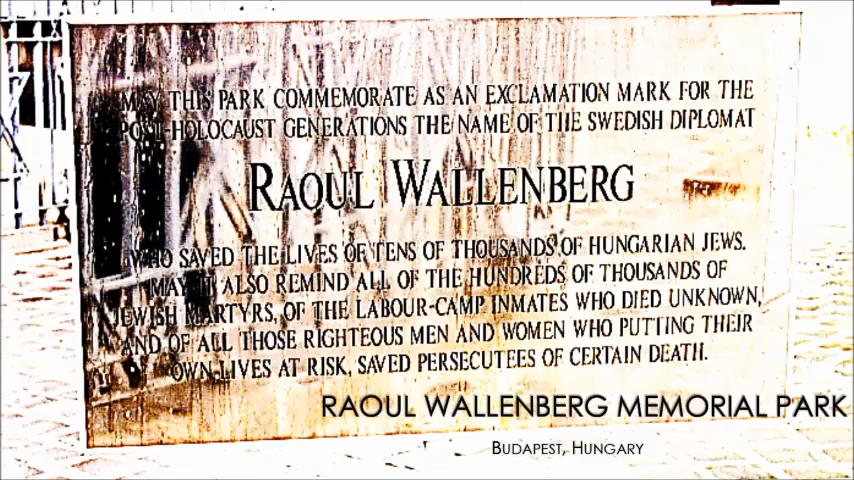 MAY THIS PARK COMMEMORATE AS AN EXCLAMATION MARK FOR THE
POST-HOLOCAUST GENERATIONS THE NAME OF THE SWEDISH DIPLOMAT
RAOUL WALLENBERG
WHO SAVED THE LIVES OF TENS OF THOUSANDS OF HUNGARIAN JEWS.
MAY IT ALSO REMIND ALL OF THE HUNDREDS OF THOUSANDS OF
JEWISH MARTYRS, OF THE LABOUR-CAMP INMATES WHO DIED UNKNOWN,
AND OF ALL THOSE RIGHTEOUS MEN AND WOMEN WHO PUTTING THEIR
OWN LIVES AT RISK, SAVED PERSECUTEES OF CERTAIN DEATH.
RAOUL WALLENBERG MEMORIAL PARK
BUDAPEST, HUNGARY